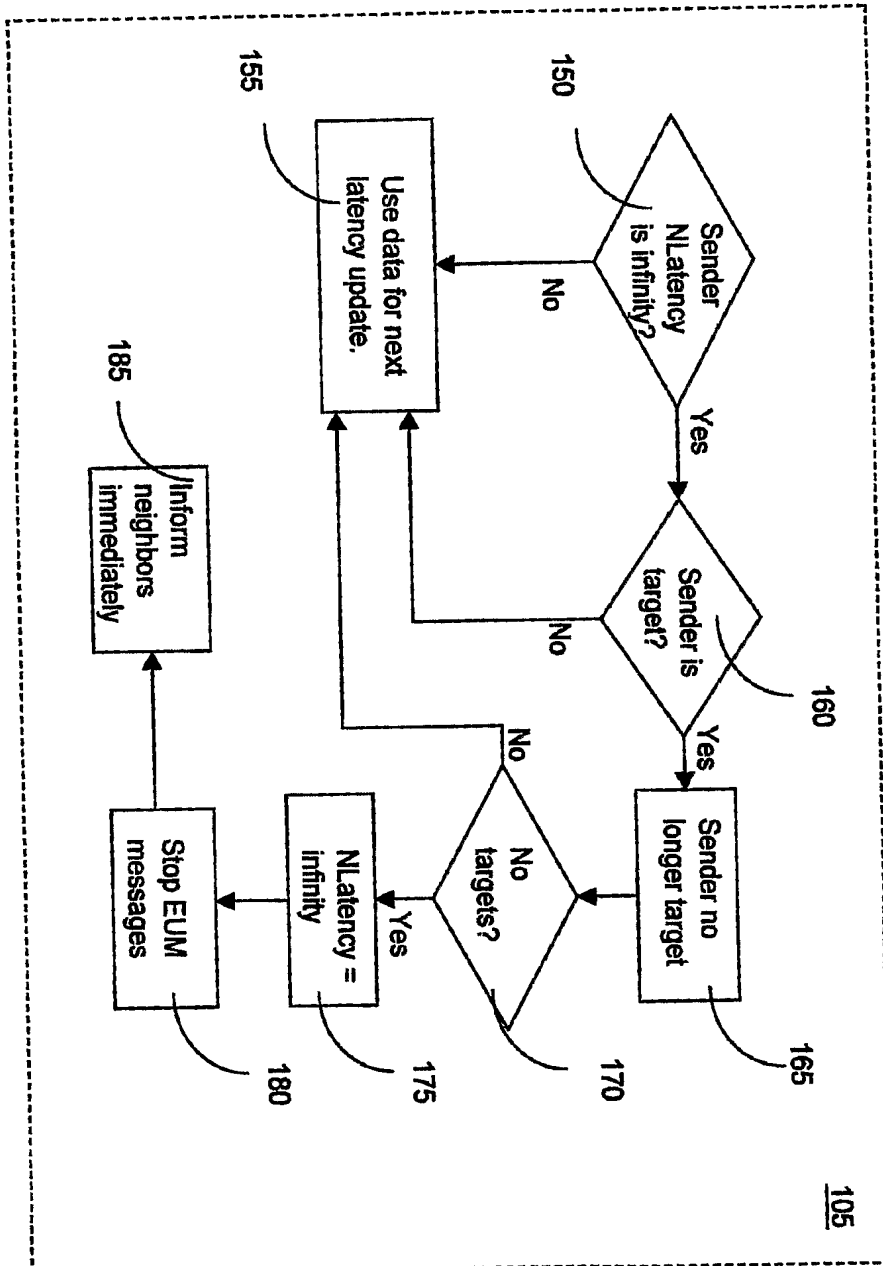 105
150
Sender
NLatency
is infinity?
Yes
No
160
Sender is
target?
Yes
No
165
Sender no
longer target
155
Use data for next
latency update.
170
No
targets?
No
Yes
175
NLatency =
infinity
180
Stop EUM
messages
185
Inform
neighbors
immediately